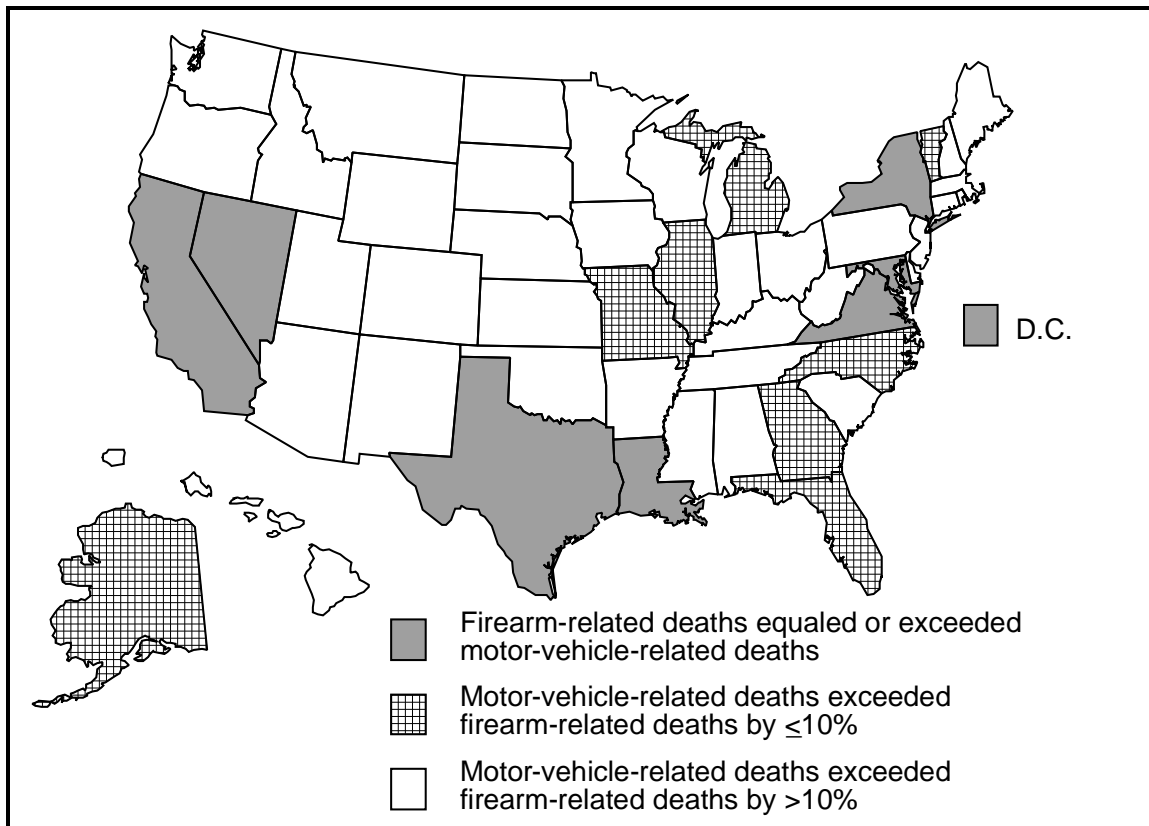 D.C.
Firearm-related deaths equaled or exceeded
motor-vehicle-related deaths
Motor-vehicle-related deaths exceeded
firearm-related deaths by ≤10%
Motor-vehicle-related deaths exceeded
firearm-related deaths by >10%